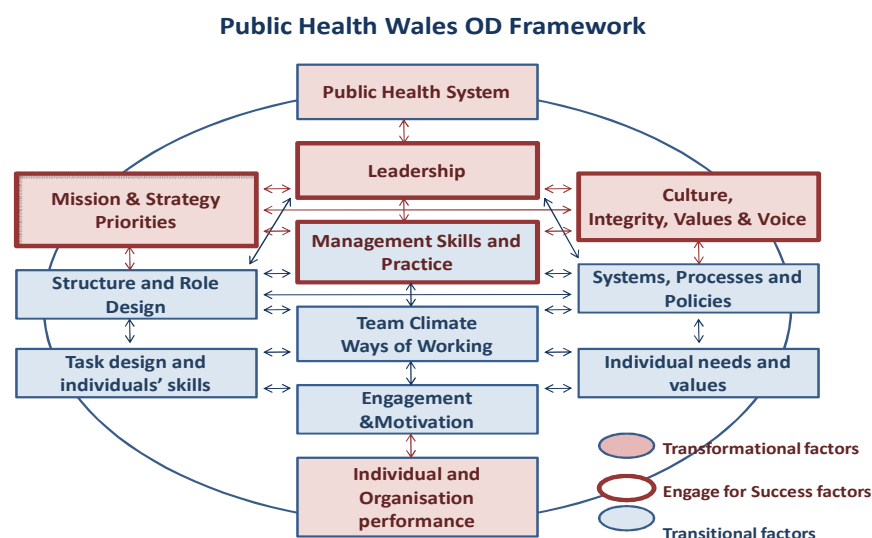 Public Health Wales OD Framework
Public Health System
Leadership
Mission & Strategy
Priorities
Culture,
Integrity, Values & Voice
Management Skills and
Practice
Structure and Role
Design
Systems, Processes and
Policies
Team Climate
Ways of Working
Task design and
individuals’ skills
Individual needs and
values
Engagement
&Motivation
Individual and
Organisation
performance
Transformational factors
Engage for Success factors
Transitional factors